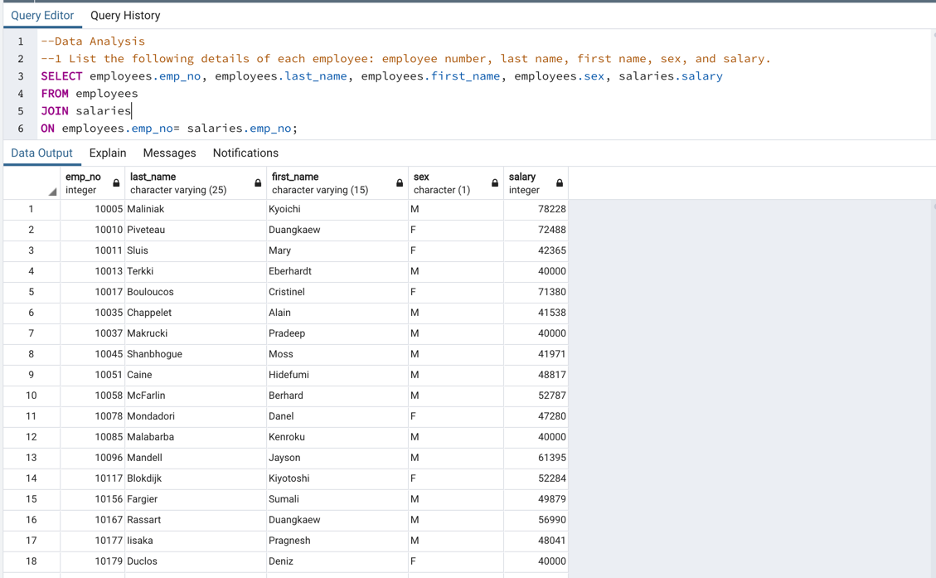 Query Editor Query History
1 --Data Analysis
2 --1 List the following details of each employee: employee number, last name, first name, sex, and salary.
3 SELECT employees.emp_no, employees.last_name, employees.first_name, employees.sex, salaries.salary
4 FROM employees
5 JOIN salaries
6 ON employees.emp_no= salaries.emp_no;
Data Output Explain Messages Notifications
emp_no last_name first_name sex salary
integer character varying (25) character varying (15) character (1) integer
1 10005 Maliniak Kyoichi M 78228
2 10010 Piveteau Duangkaew F 72488
3 10011 Sluis Mary F 42365
4 10013 Terkki Eberhardt M 40000
5 10017 Bouloucos Cristinel F 71380
6 10035 Chappelet Alain M 41538
7 10037 Makrucki Pradeep M 40000
8 10045 Shanbhogue Moss M 41971
9 10051 Caine Hidefumi M 48817
10 10058 McFarlin Berhard M 52787
11 10078 Mondadori Danel F 47280
12 10085 Malabarba Kenroku M 40000
13 10096 Mandell Jayson M 61395
14 10117 Blokdijk Kiyotoshi F 52284
15 10156 Fargier Sumali M 49879
16 10167 Rassart Duangkaew M 56990
17 10177 Iisaka Pragnesh M 48041
18 10179 Duclos Deniz F 40000